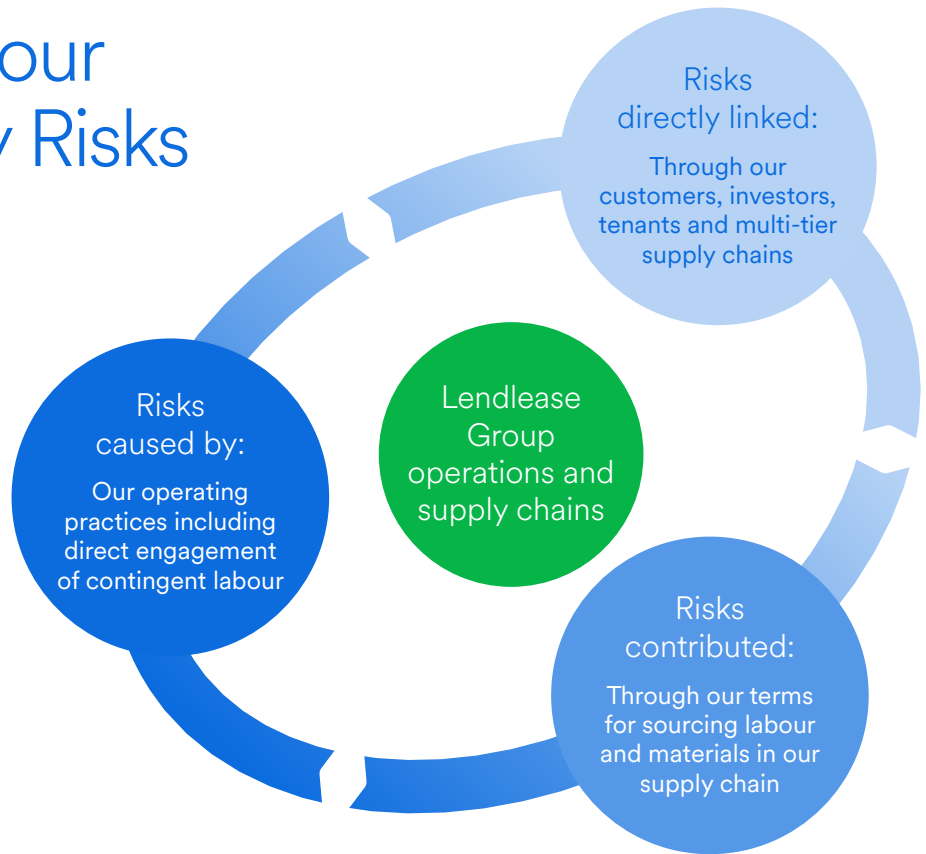 our
y Risks
Risks
directly linked:
Through our
customers, investors,
tenants and multi-tier
supply chains
Risks
caused by:
Our operating
practices including
direct engagement
of contingent labour
Lendlease
Group
operations and
supply chains
Risks
contributed:
Through our terms
for sourcing labour
and materials in our
supply chain